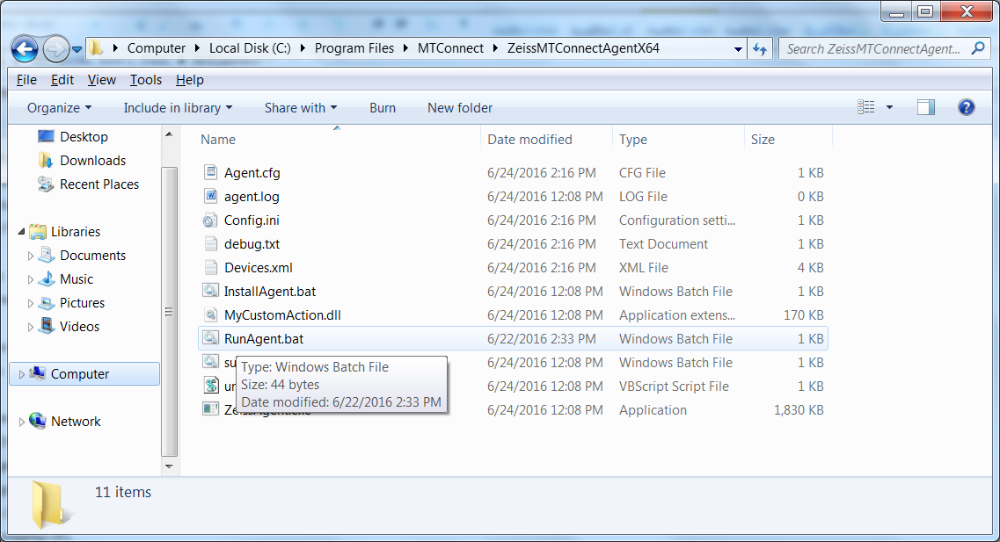 Computer Local Disk (C:) Program Files MTConnect ZeissMTConnectAgentX64 Search ZeissMTConnectAgent...
File Edit View Tools Help
Organize Include in library Share with Burn New folder
Desktop
Downloads
Recent Places
Libraries
Documents
Music
Pictures
Videos
Computer
Network
Name Date modified Type Size
Agent.cfg 6/24/2016 2:16 PM CFG File 1 KB
agent.log 6/24/2016 12:08 PM LOG File 0 KB
Config.ini 6/24/2016 2:16 PM Configuration setti... 1 KB
debug.txt 6/24/2016 2:16 PM Text Document 1 KB
Devices.xml 6/24/2016 2:16 PM XML File 4 KB
InstallAgent.bat 6/24/2016 12:08 PM Windows Batch File 1 KB
MyCustomAction.dll 6/24/2016 12:08 PM Application extens... 170 KB
RunAgent.bat 6/22/2016 2:33 PM Windows Batch File 1 KB
su 6/24/2016 12:08 PM Windows Batch File 1 KB
6/24/2016 12:08 PM VBScript Script File 1 KB
6/24/2016 12:08 PM Application 1,830 KB
Type: Windows Batch File
Size: 44 bytes
Date modified: 6/22/2016 2:33 PM
11 items